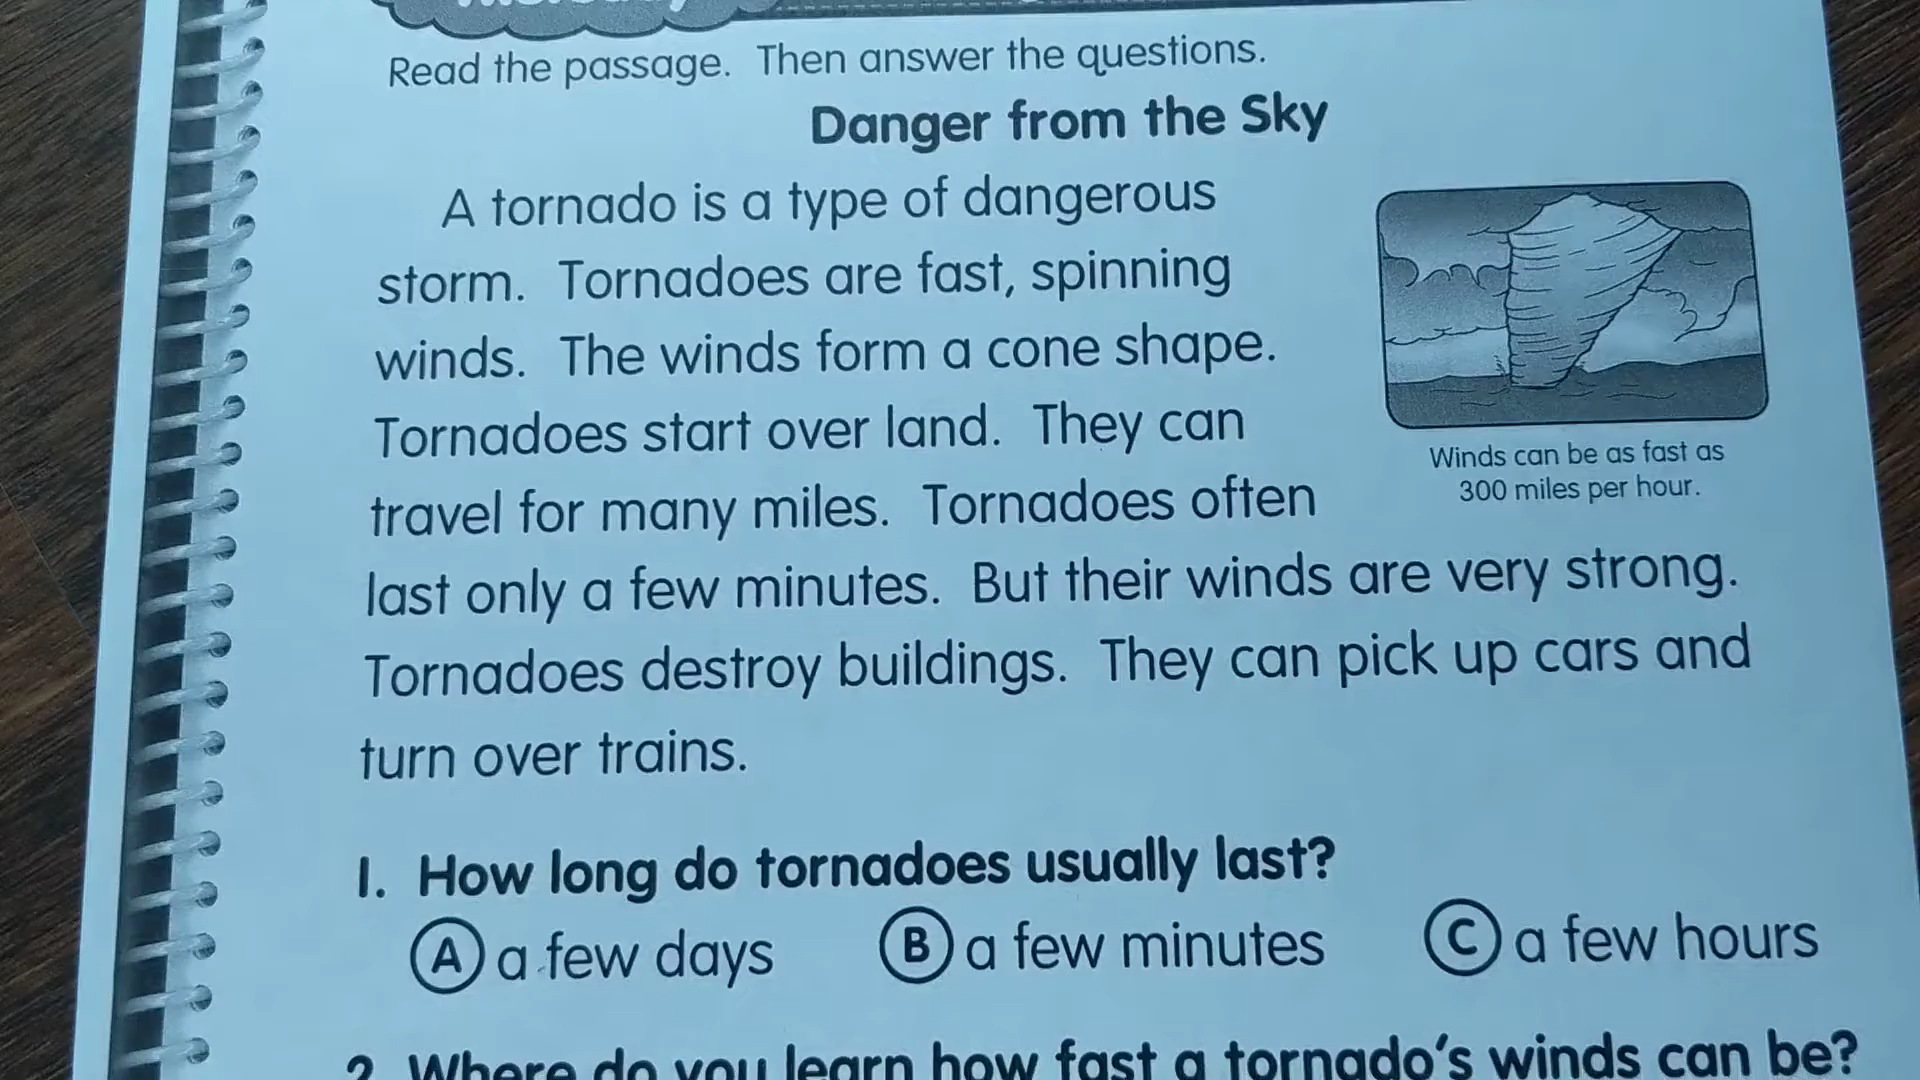 Read the passage. Then answer the questions.
Danger from the Sky
A tornado is a type of dangerous
storm. Tornadoes are fast, spinning
winds. The winds form a cone shape.
Tornadoes start over land. They can
travel for many miles. Tornadoes often
last only a few minutes. But their winds are very strong.
Tornadoes destroy buildings. They can pick up cars and
turn over trains.
Winds can be as fast as
300 miles per hour.
1. How long do tornadoes usually last?
A a few days B a few minutes C a few hours
2. Where do you learn how fast a tornado's winds can be?